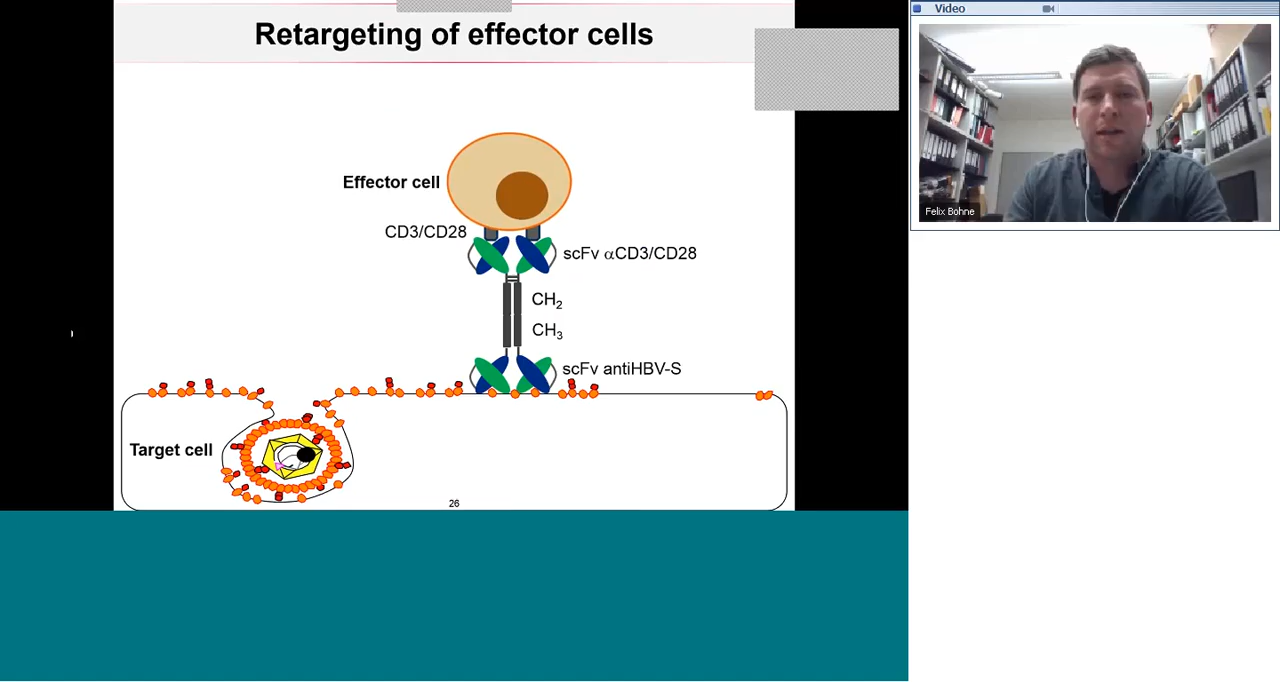 Retargeting of effector cells
Video
Effector cell
CD3/CD28
scFv αCD3/CD28
CH2
CH3
scFv antiHBV-S
Target cell
26
Felix Bohne